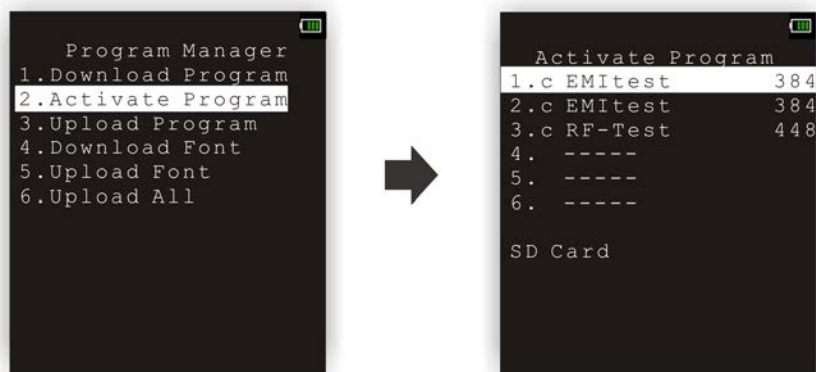 Program Manager
1.Download Program
2.Activate Program
3.Upload Program
4.Download Font
5.Upload Font
6.Upload All
Activate Program
1.c EMItest 384
2.c EMItest 384
3.c RF-Test 448
4. -----
5. -----
6. -----
SD Card